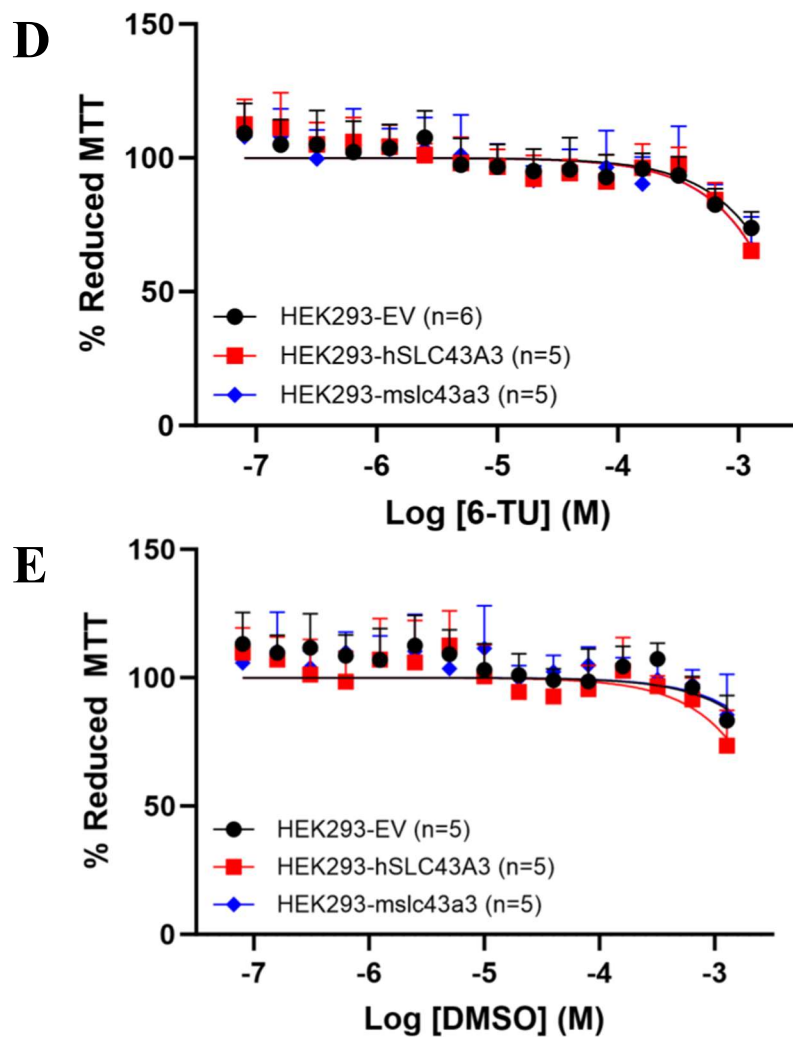 D
150
100
50
0
% Reduced MTT
HEK293-EV (n=6)
HEK293-hSLC43A3 (n=5)
HEK293-mslc43a3 (n=5)
-7 -6 -5 -4 -3
Log [6-TU] (M)
E
150
100
50
0
% Reduced MTT
HEK293-EV (n=5)
HEK293-hSLC43A3 (n=5)
HEK293-mslc43a3 (n=5)
-7 -6 -5 -4 -3
Log [DMSO] (M)